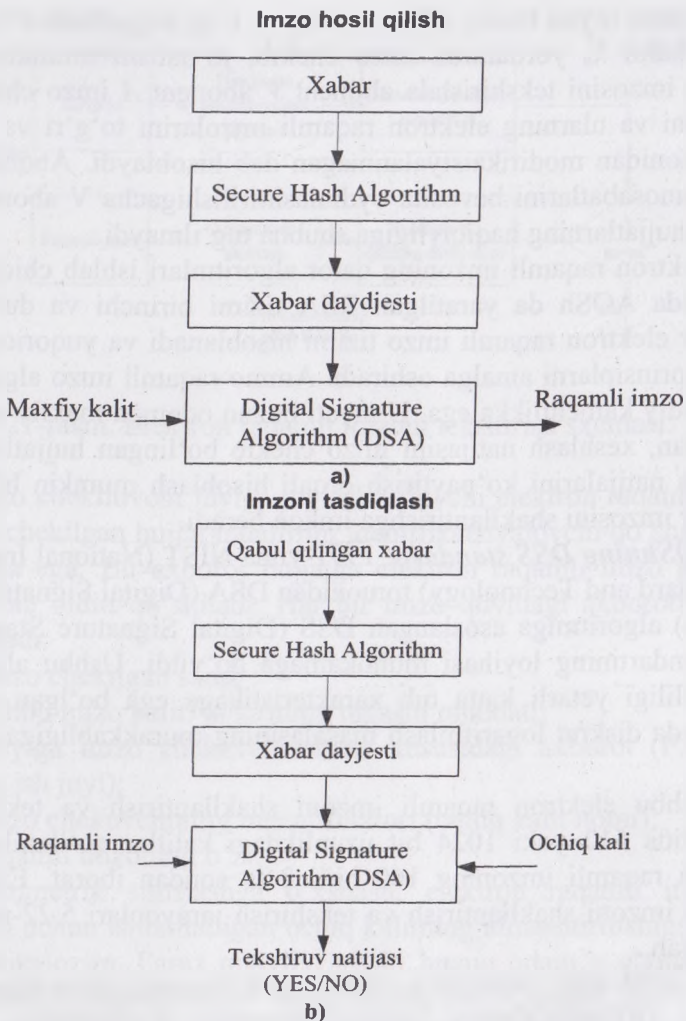 Imzo hosil qilish
Xabar
Secure Hash Algorithm
Xabar daydjesti
Maxfiy kalit
Digital Signature
Algorithm (DSA)
Raqamli imzo
a)
Imzoni tasdiqlash
Qabul qilingan xabar
Secure Hash Algorithm
Xabar dayjesti
Raqamli imzo
Digital Signature
Algorithm (DSA)
Ochiq kali
Tekshiruv natijasi
(YES/NO)
b)